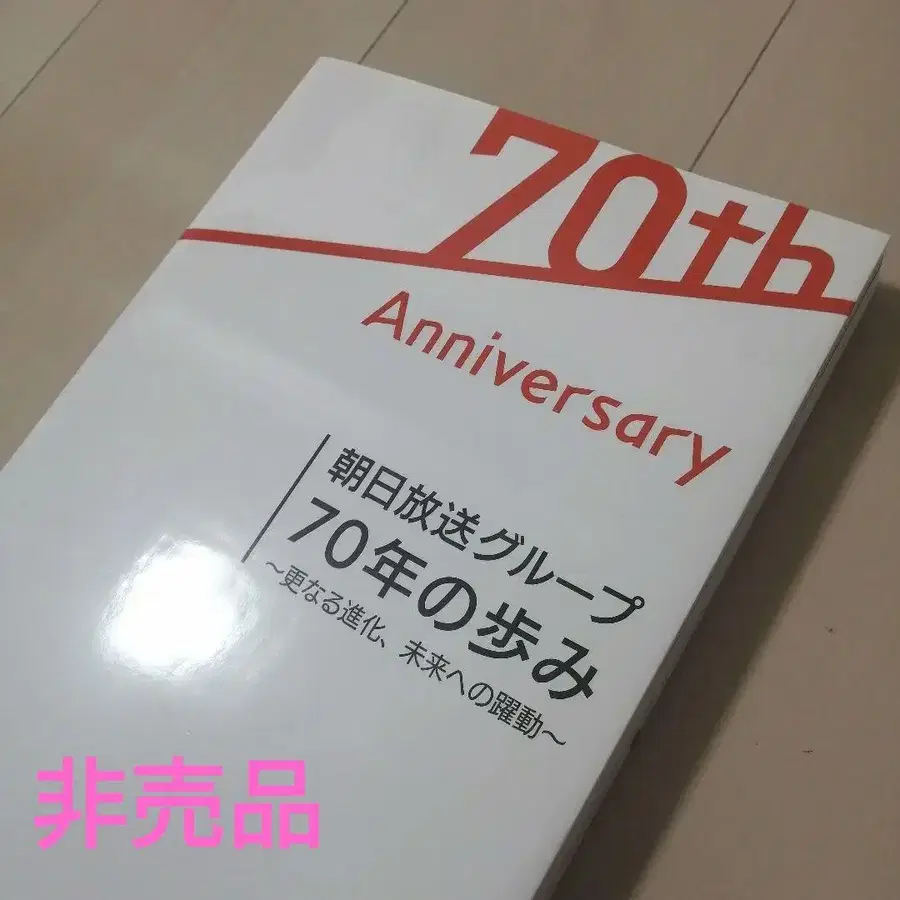 70th
Anniversary
朝日放送グループ
70年の歩み
～更なる進化、未来への躍動～
非売品